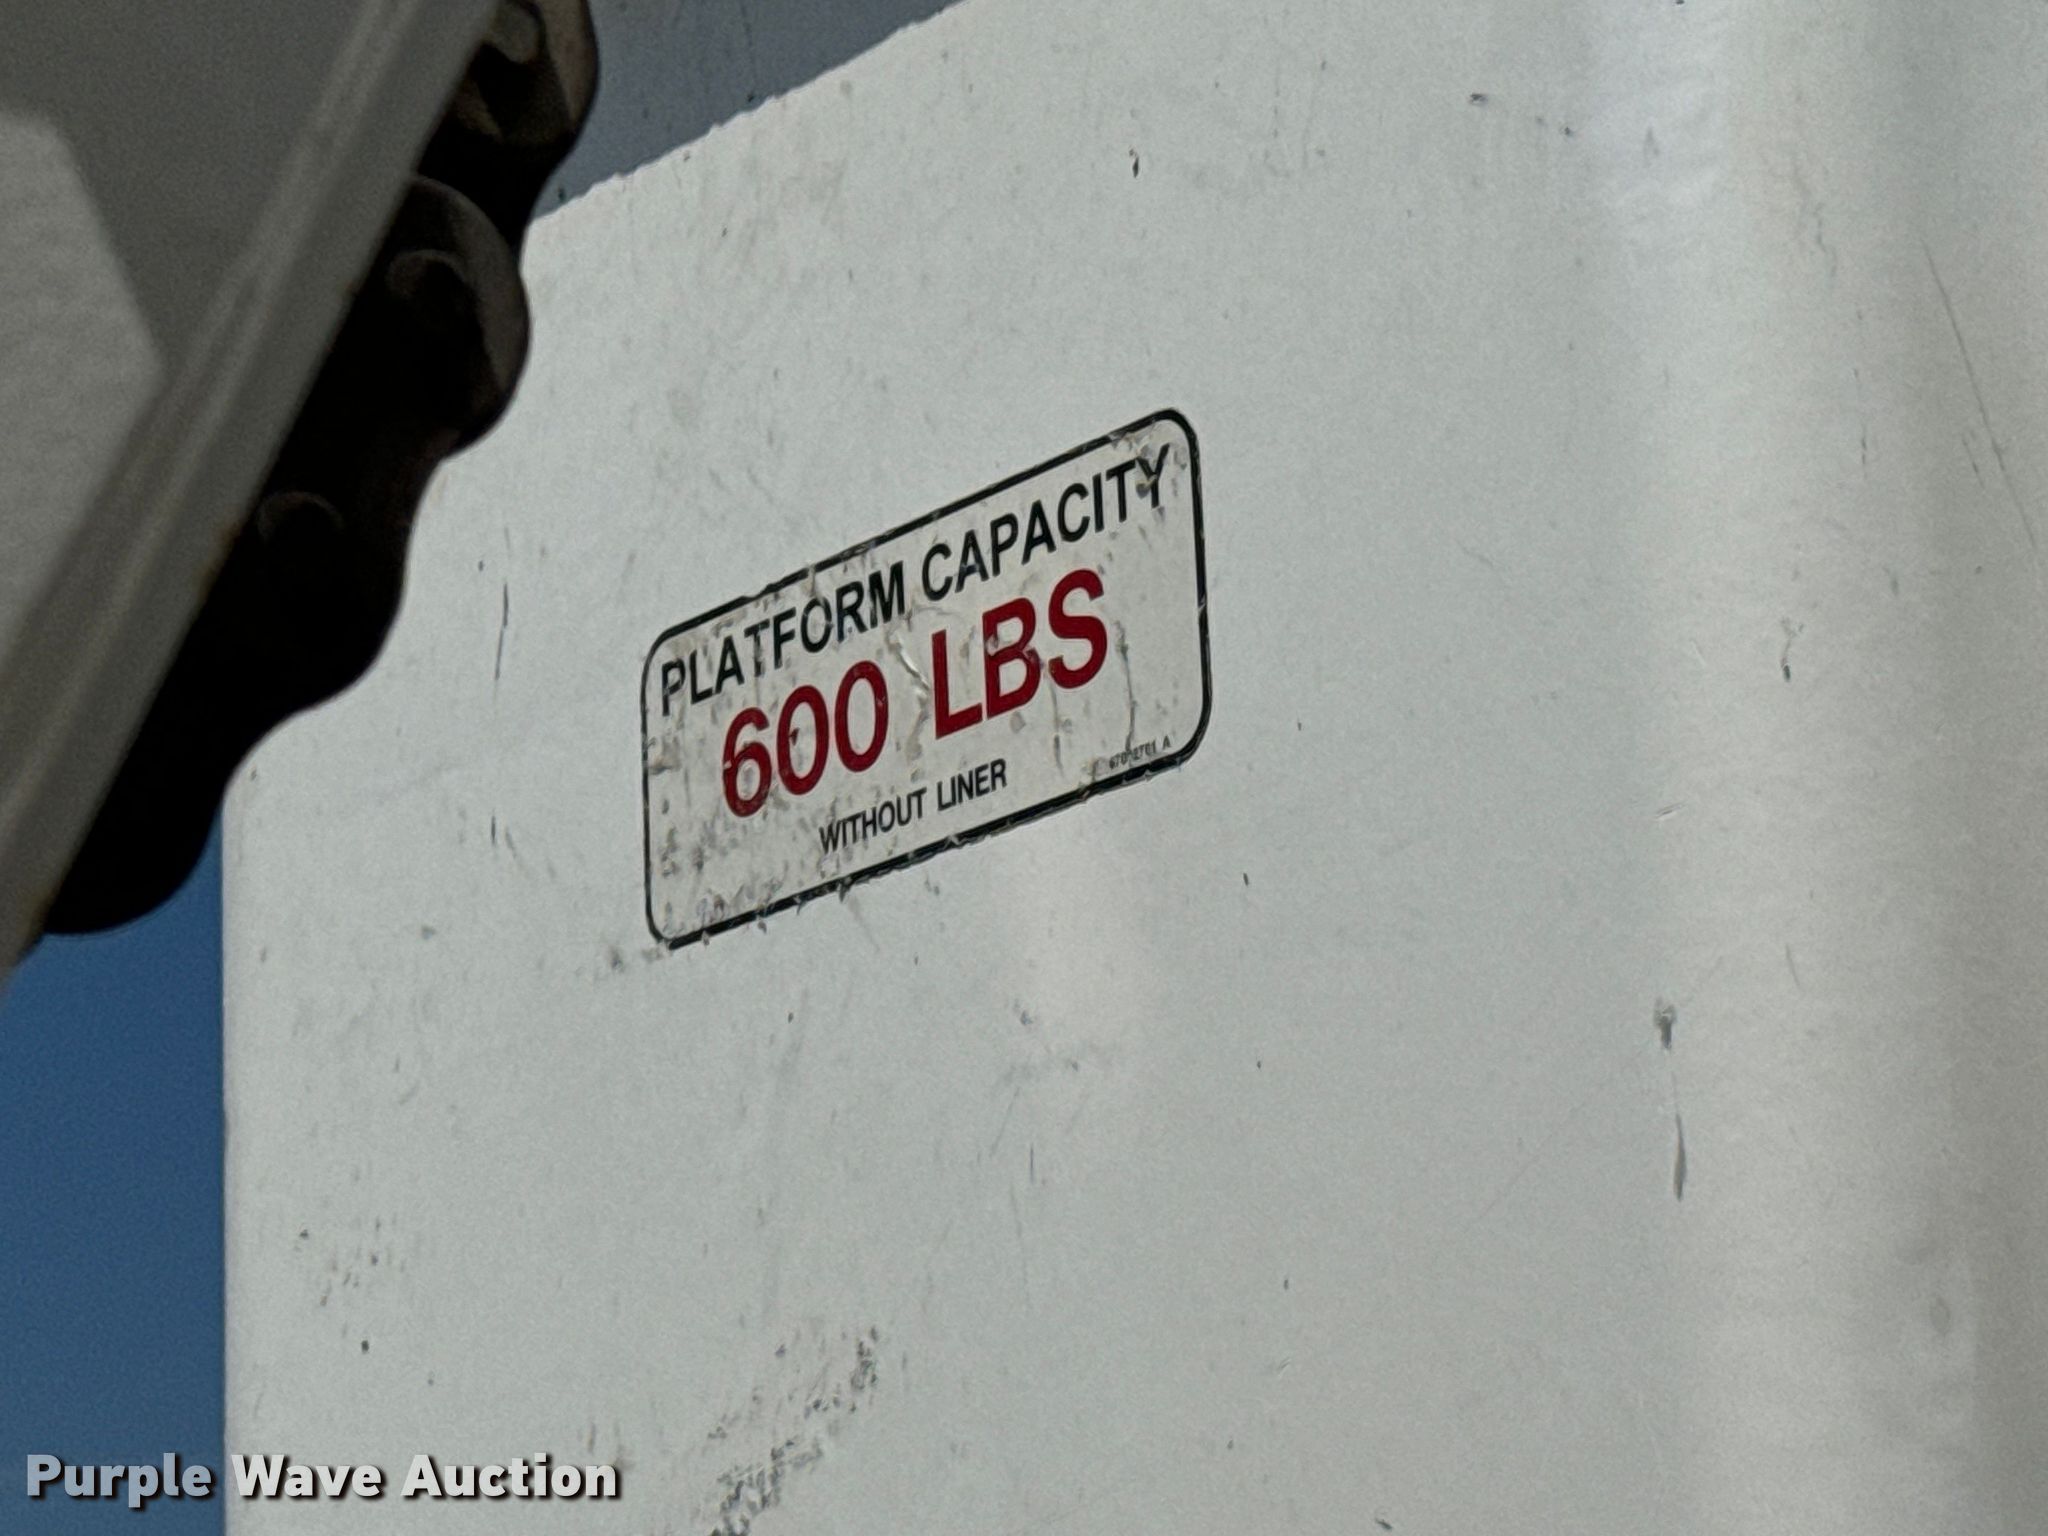 PLATFORM CAPACITY
600 LBS
WITHOUT LINER
Purple Wave Auction